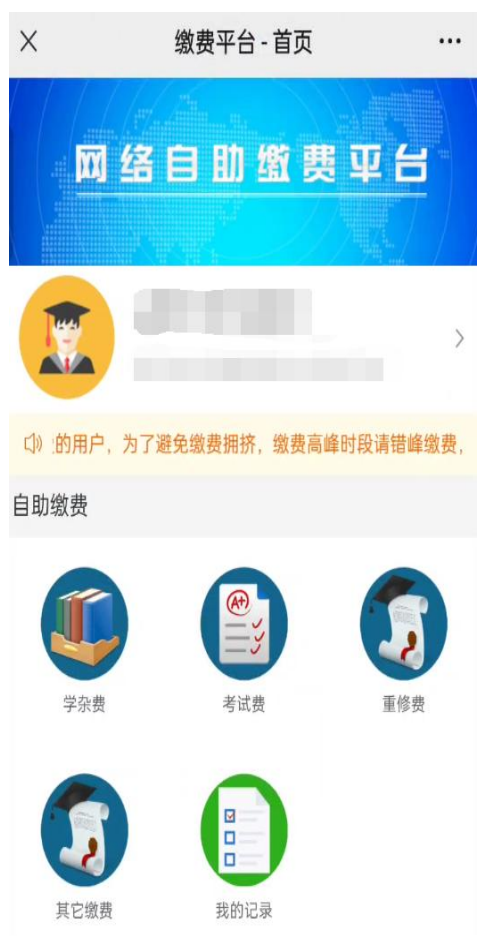 缴费平台 - 首页
网络自助缴费平台
的用户，为了避免缴费拥挤，缴费高峰时段请错峰缴费，
自助缴费
A+
学杂费
考试费
重修费
其它缴费
我的记录